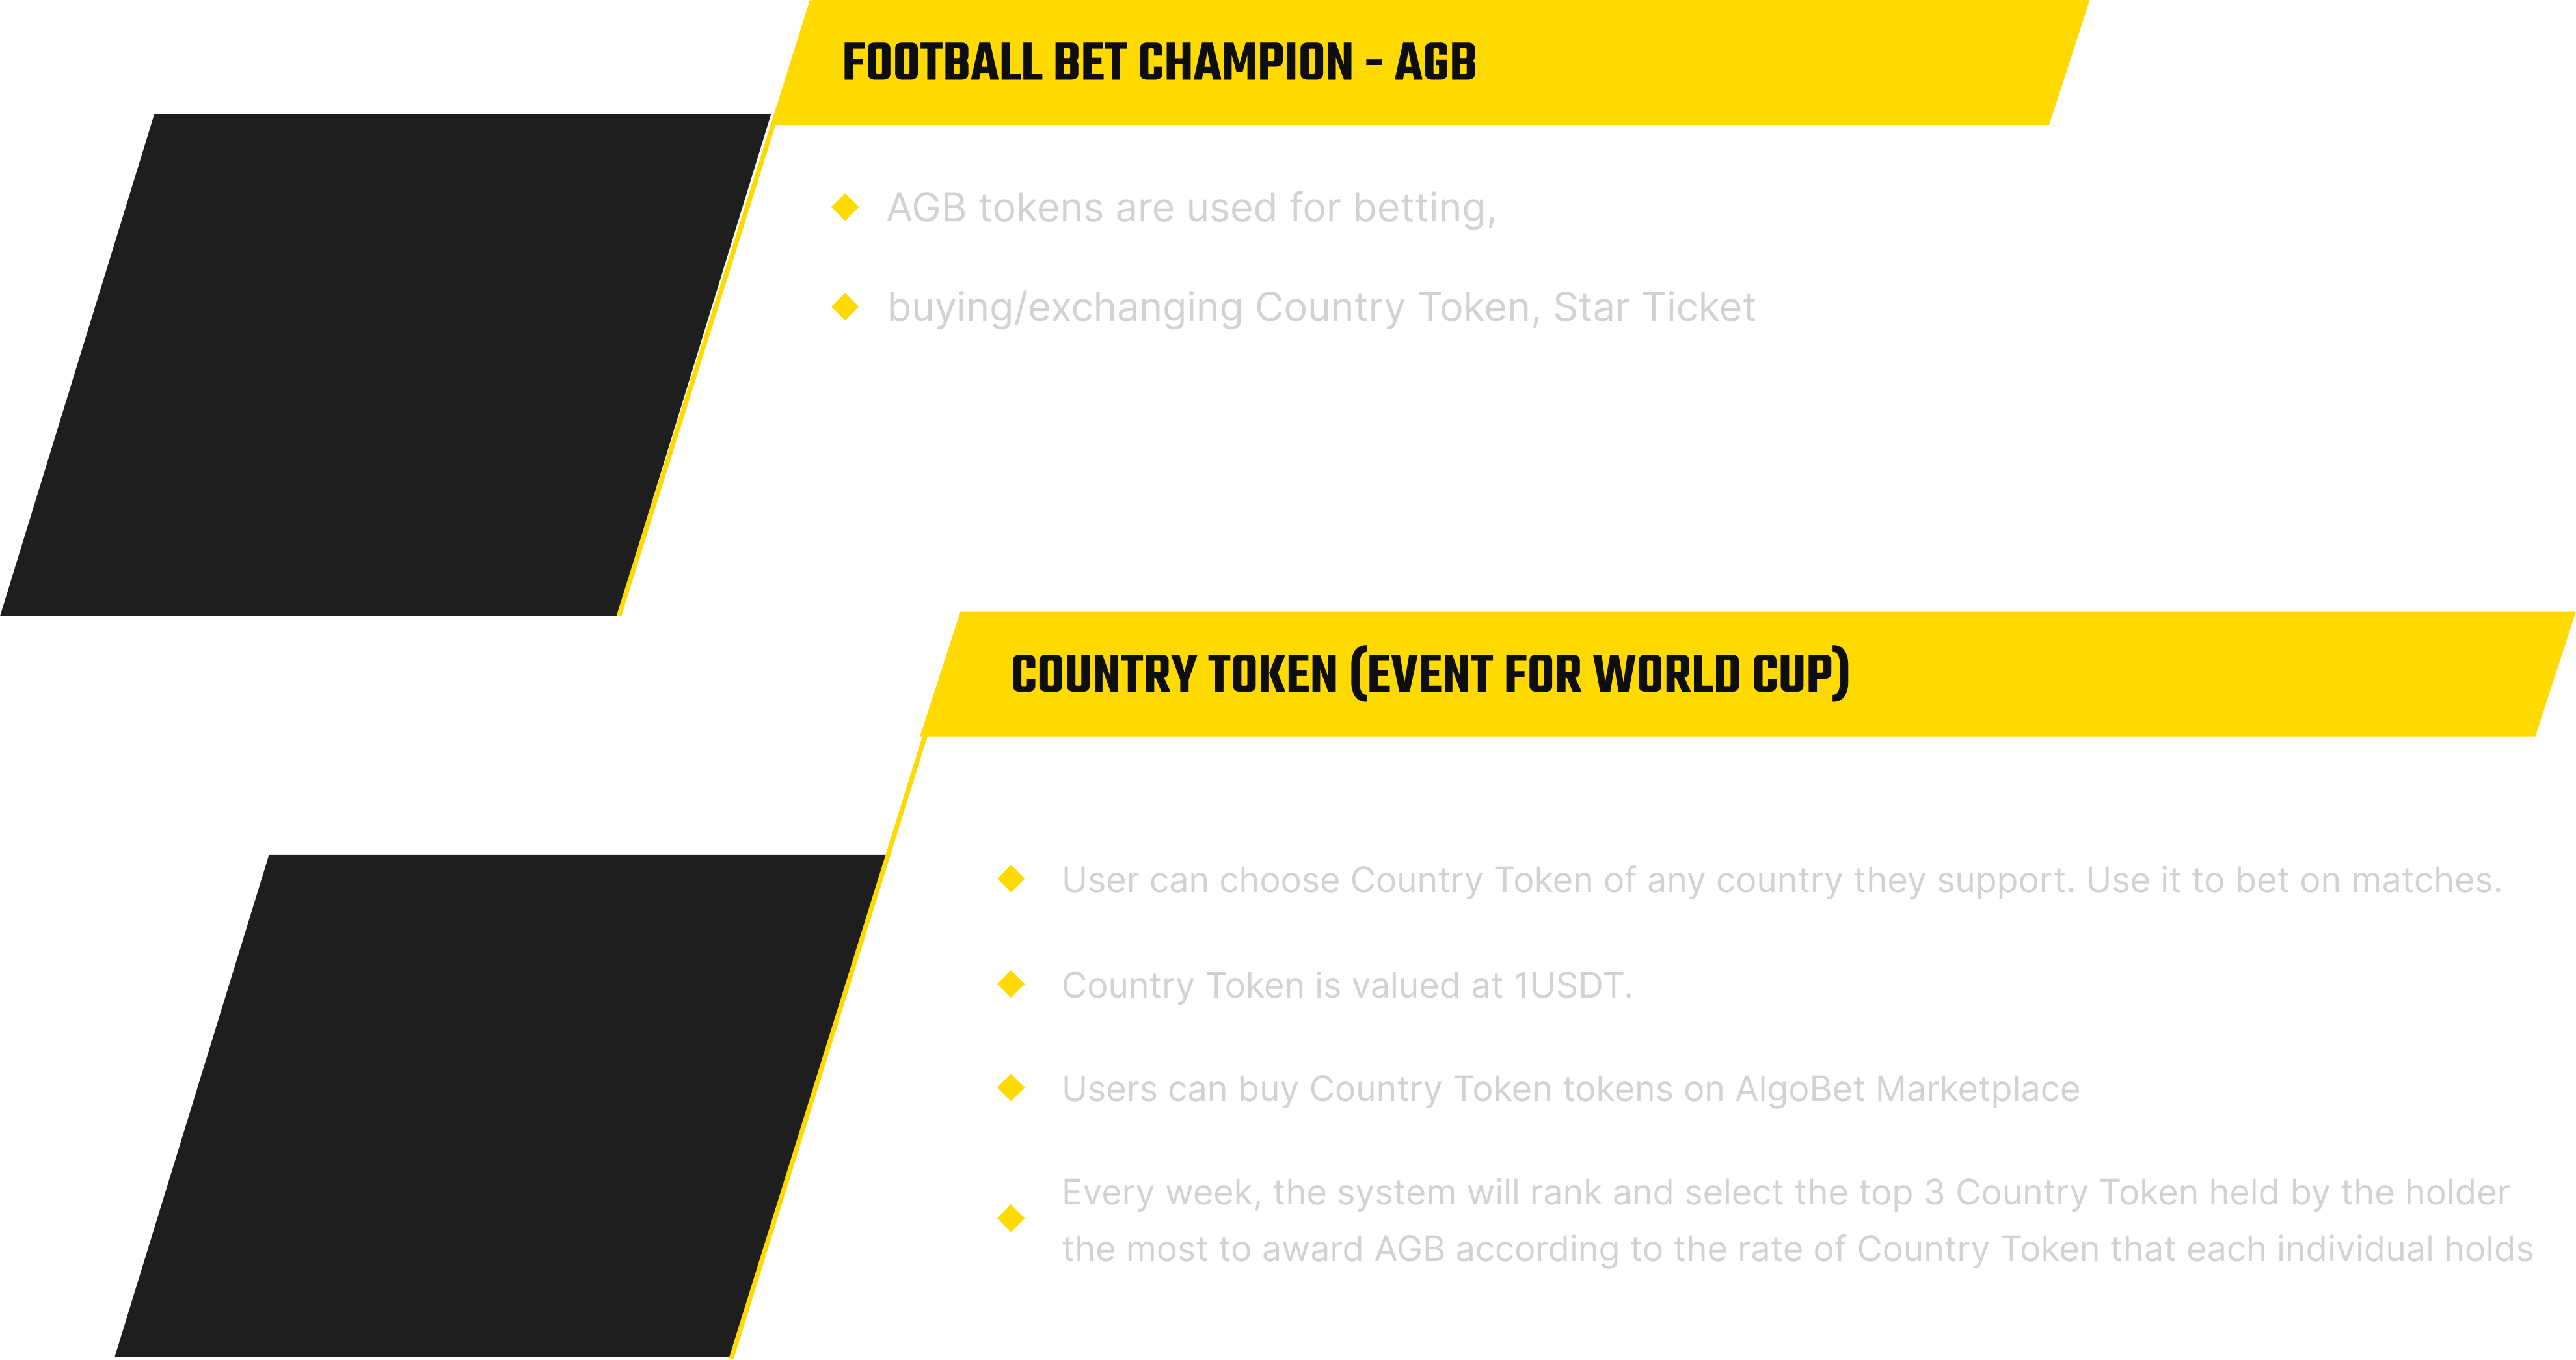 FOOTBALL BET CHAMPION - AGB
AGB tokens are used for betting,
buying/exchanging Country Token, Star Ticket
COUNTRY TOKEN (EVENT FOR WORLD CUP)
User can choose Country Token of any country they support. Use it to bet on matches.
Country Token is valued at 1USDT.
Users can buy Country Token tokens on AlgoBet Marketplace
Every week, the system will rank and select the top 3 Country Token held by the holder
the most to award AGB according to the rate of Country Token that each individual holds